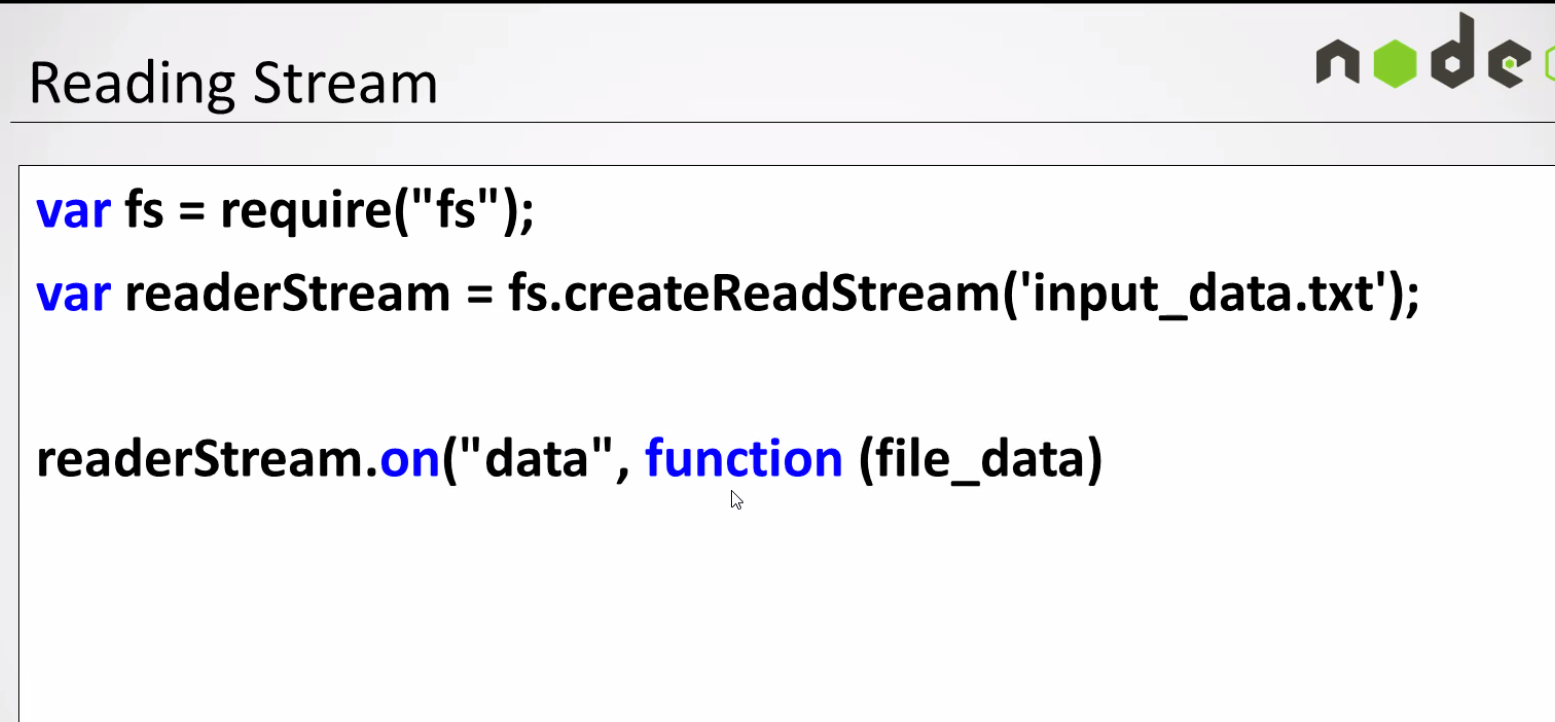 Reading Stream
node
var fs = require("fs");
var readerStream = fs.createReadStream('input_data.txt');
readerStream.on("data", function (file_data)